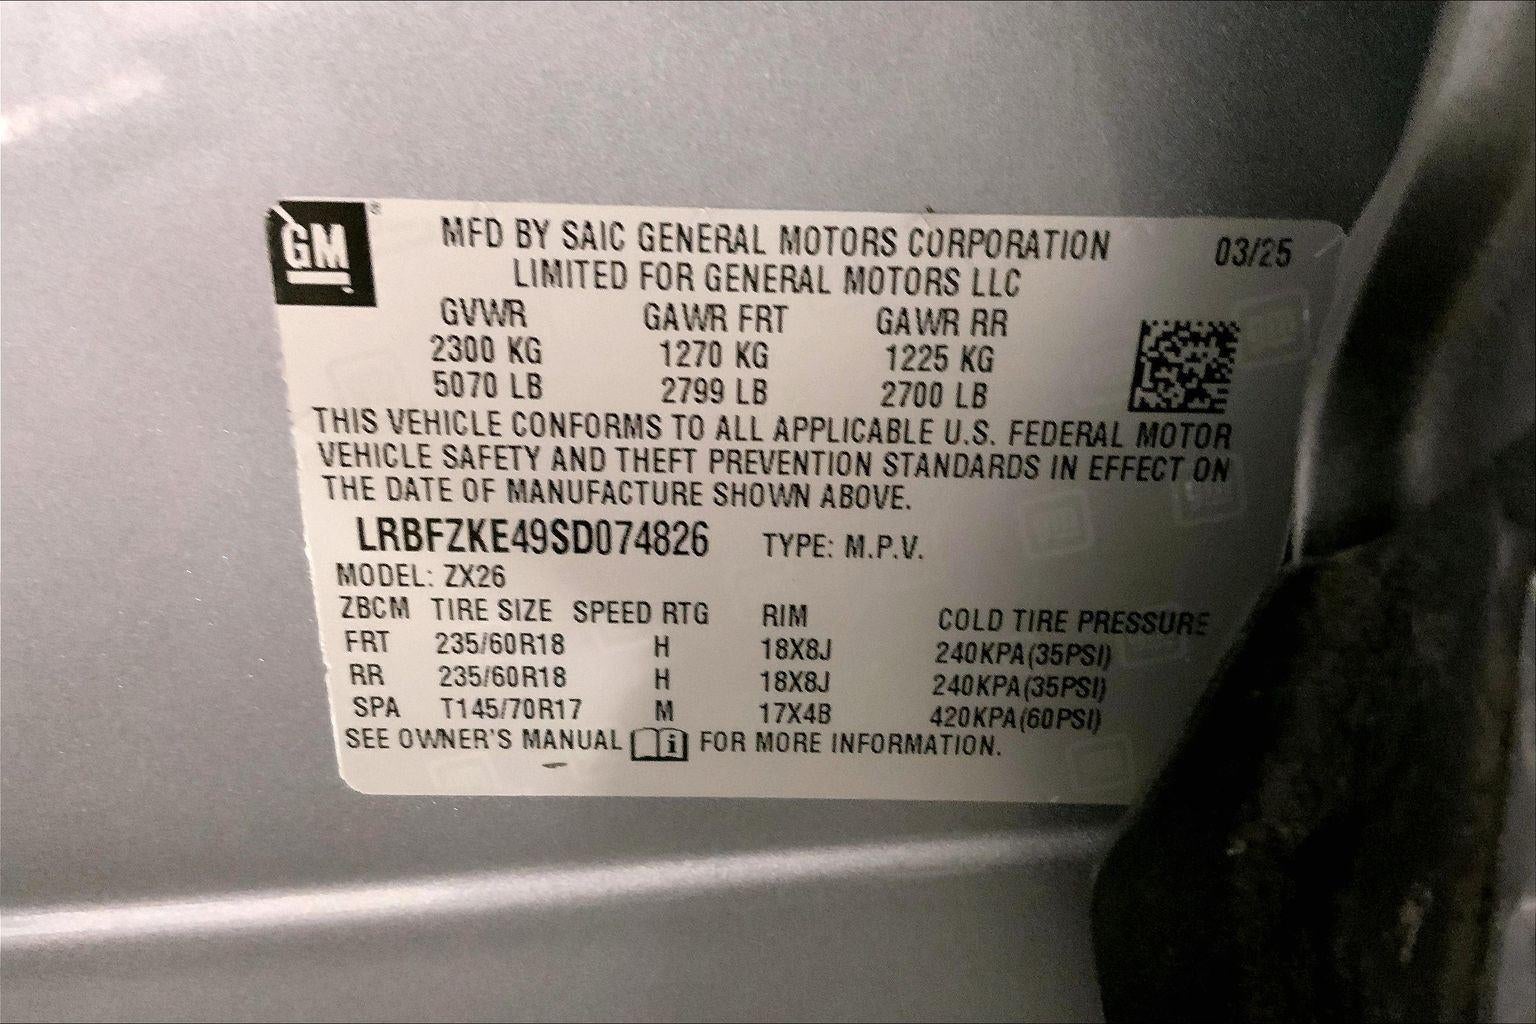 GM®
MFD BY SAIC GENERAL MOTORS CORPORATION 03/25
LIMITED FOR GENERAL MOTORS LLC
GVWR GAWR FRT GAWR RR
2300 KG 1270 KG 1225 KG
5070 LB 2799 LB 2700 LB
THIS VEHICLE CONFORMS TO ALL APPLICABLE U.S. FEDERAL MOTOR
VEHICLE SAFETY AND THEFT PREVENTION STANDARDS IN EFFECT ON
THE DATE OF MANUFACTURE SHOWN ABOVE.
LRBFZKE49SD074826 TYPE: M.P.V.
MODEL: ZX26
ZBCM TIRE SIZE SPEED RTG RIM COLD TIRE PRESSURE
FRT 235/60R18 H 18X8J 240KPA(35PSI)
RR 235/60R18 H 18X8J 240KPA(35PSI)
SPA T145/70R17 M 17X4B 420KPA(60PSI)
SEE OWNER'S MANUAL i FOR MORE INFORMATION.